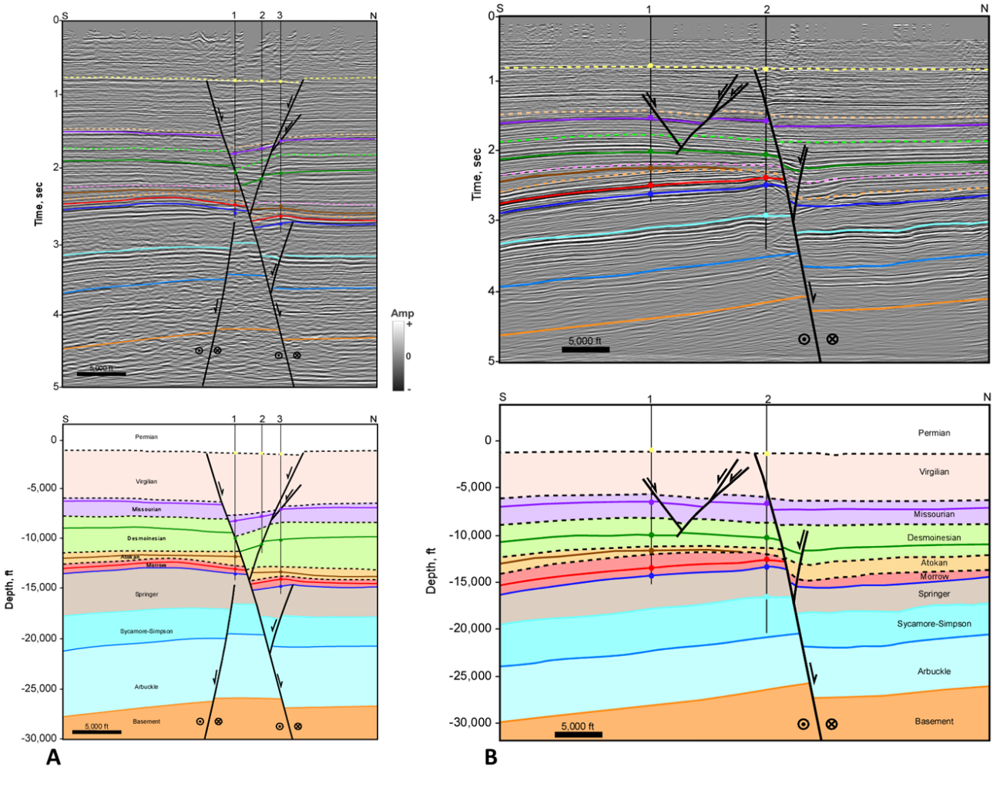 S 1 2 3 N
0
1
2
3
4
5
Time, sec
5,000 ft
Amp
+
0
-
S 1 2 N
0
1
2
3
4
5
Time, sec
5,000 ft
S 1 2 3 N
0
-5,000
-10,000
-15,000
-20,000
-25,000
-30,000
Depth, ft
Permian
Virgilian
Missourian
Desmoinesian
Atokan
Morrow
Springer
Sycamore-Simpson
Arbuckle
Basement
5,000 ft
A
S 1 2 N
0
-5,000
-10,000
-15,000
-20,000
-25,000
-30,000
Depth, ft
Permian
Virgilian
Missourian
Desmoinesian
Atokan
Morrow
Springer
Sycamore-Simpson
Arbuckle
Basement
5,000 ft
B